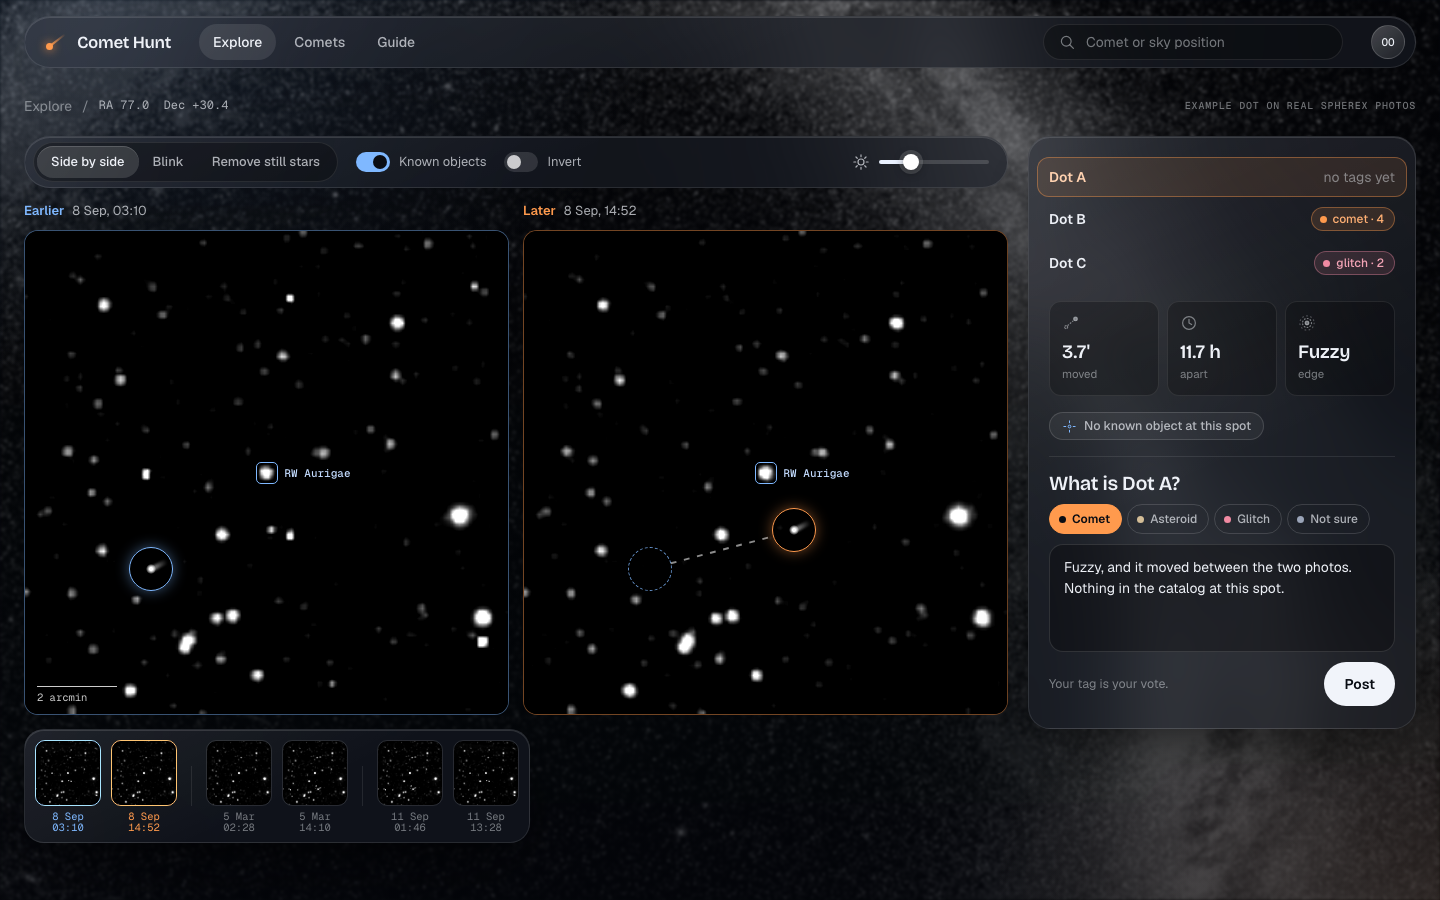 Comet Hunt
Explore
Comets
Guide
Comet or sky position
00
Explore / RA 77.0 Dec +30.4
EXAMPLE DOT ON REAL SPHEREX PHOTOS
Side by side
Blink
Remove still stars
Known objects
Invert
Earlier 8 Sep, 03:10
Later 8 Sep, 14:52
RW Aurigae
2 arcmin
RW Aurigae
8 Sep
03:10
8 Sep
14:52
5 Mar
02:28
5 Mar
14:10
11 Sep
01:46
11 Sep
13:28
Dot A no tags yet
Dot B comet · 4
Dot C glitch · 2
3.7'
moved
11.7 h
apart
Fuzzy
edge
No known object at this spot
What is Dot A?
Comet
Asteroid
Glitch
Not sure
Fuzzy, and it moved between the two photos.
Nothing in the catalog at this spot.
Your tag is your vote.
Post